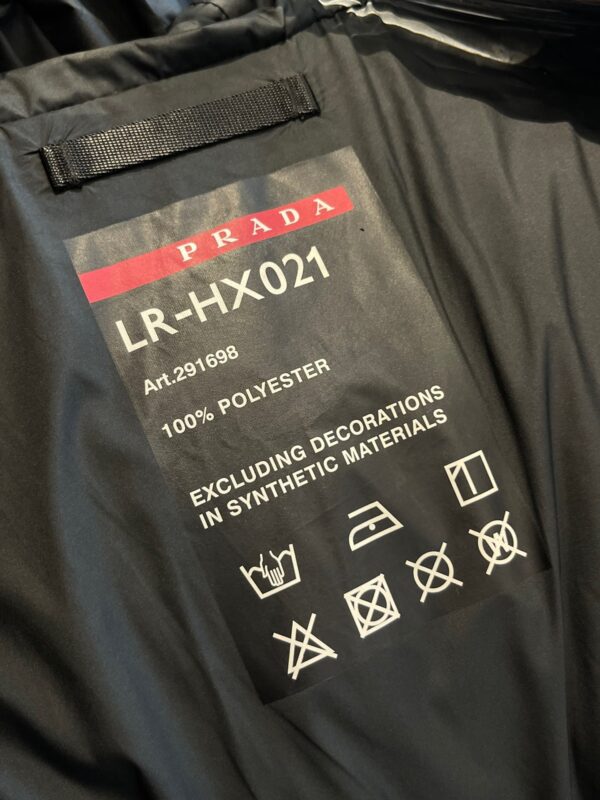 PRADA
LR-HX021
Art.291698
100% POLYESTER
EXCLUDING DECORATIONS
IN SYNTHETIC MATERIALS